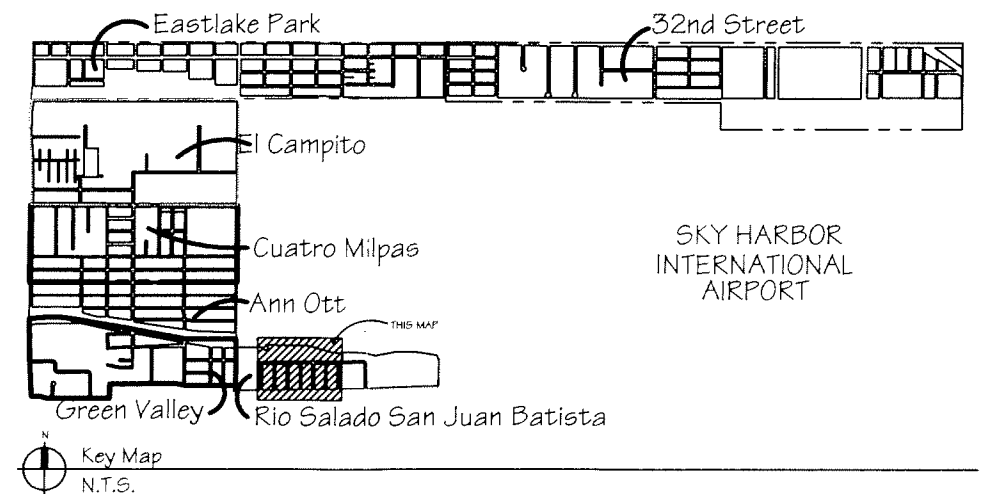 Eastlake Park
32nd Street
El Campito
Cuatro Milpas
SKY HARBOR
INTERNATIONAL
AIRPORT
Ann Ott
THIS MAP
Green Valley
Rio Salado San Juan Batista
N
Key Map
N.T.S.